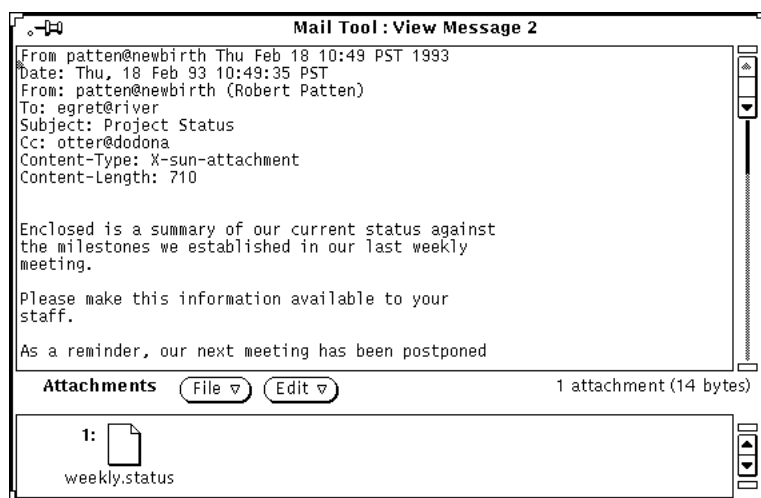 Mail Tool : View Message 2
From patten@newbirth Thu Feb 18 10:49 PST 1993
Date: Thu, 18 Feb 93 10:49:35 PST
From: patten@newbirth (Robert Patten)
To: egret@river
Subject: Project Status
Cc: otter@dodona
Content-Type: X-sun-attachment
Content-Length: 710
Enclosed is a summary of our current status against
the milestones we established in our last weekly
meeting.
Please make this information available to your
staff.
As a reminder, our next meeting has been postponed
Attachments File Edit 1 attachment (14 bytes)
1:
weekly.status